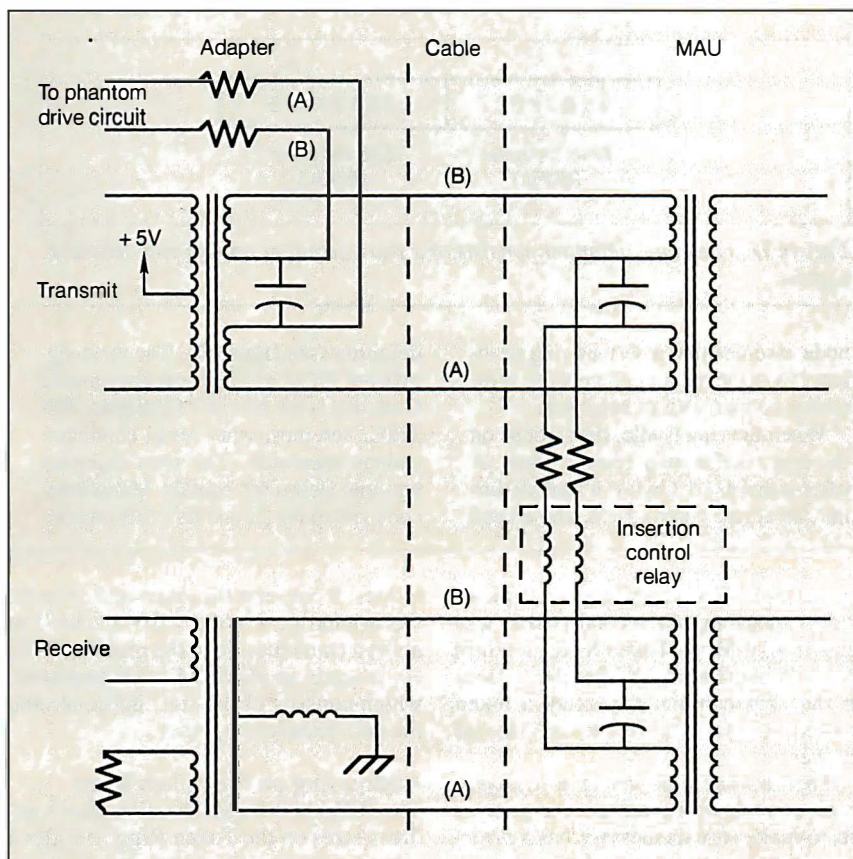 Adapter
Cable
MAU
To phantom
drive circuit
(A)
(B)
(B)
+5V
Transmit
(A)
Insertion
control
relay
(B)
Receive
(A)